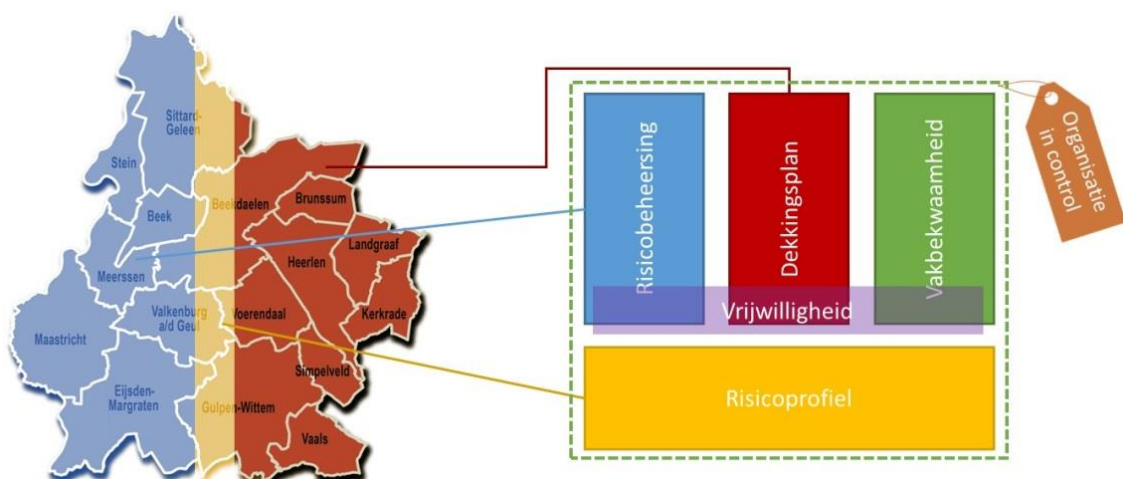 Sittard-
Geleen
Stein
Beek
Beekdaelen
Brunssum
Landgraaf
Heerlen
Meerssen
Valkenburg
a/d Geul
Voerendaal
Kerkrade
Maastricht
Simpelveld
Eijsden-
Margraten
Gulpen-Wittem
Vaals
Risicobeheersing
Dekkingsplan
Vakbekwaamheid
Vrijwilligheid
Risicoprofiel
Organisatie
in control